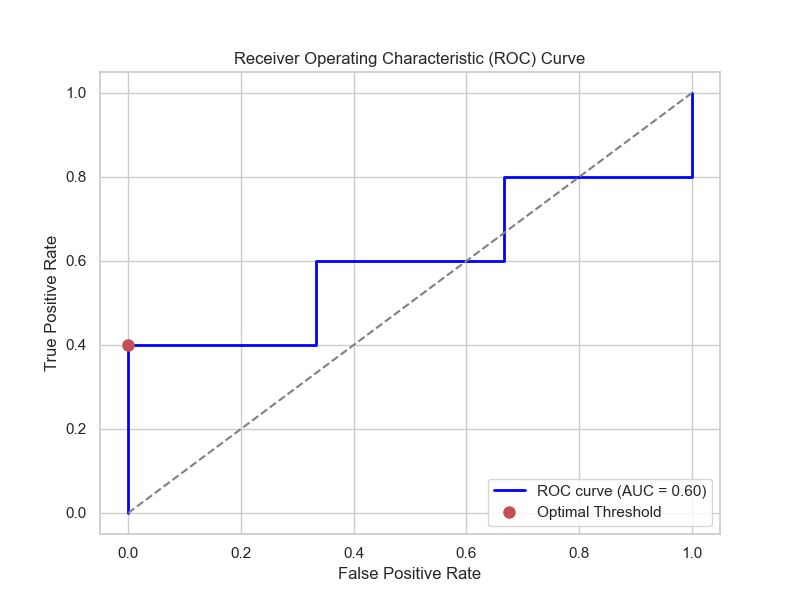 Receiver Operating Characteristic (ROC) Curve
True Positive Rate
1.0
0.8
0.6
0.4
0.2
0.0
ROC curve (AUC = 0.60)
Optimal Threshold
0.0 0.2 0.4 0.6 0.8 1.0
False Positive Rate